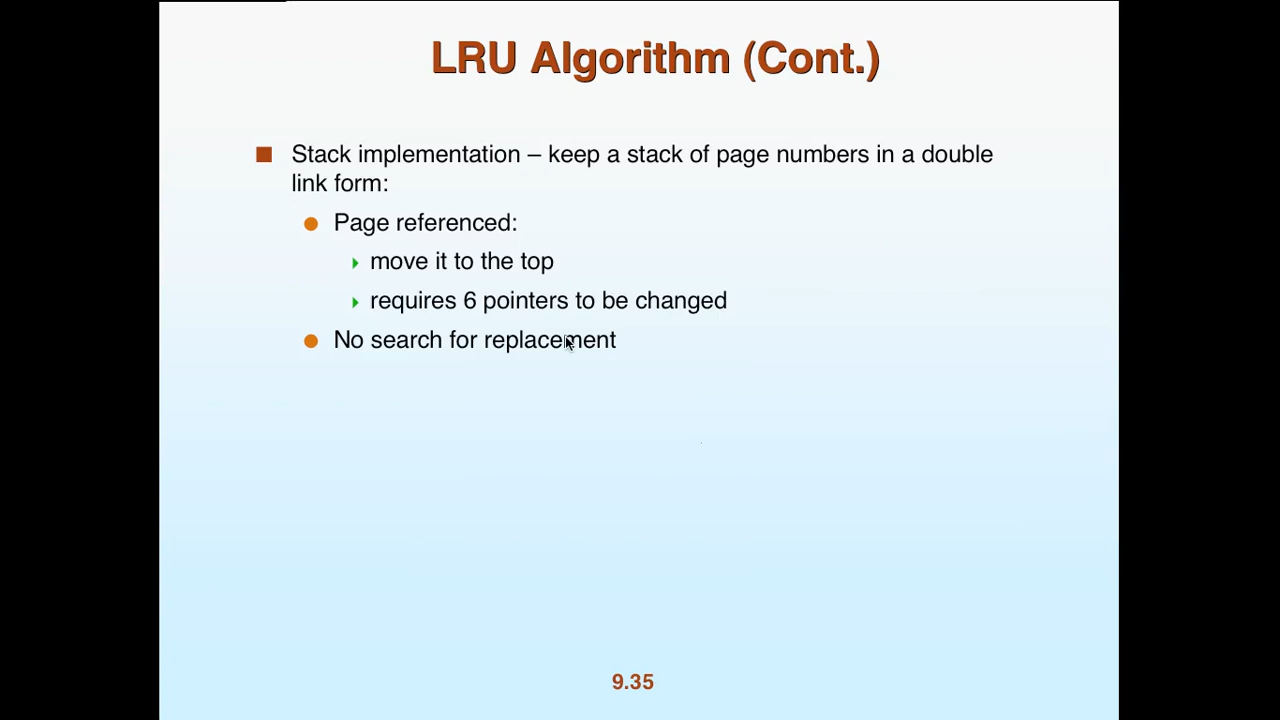 LRU Algorithm (Cont.)
Stack implementation – keep a stack of page numbers in a double
link form:
Page referenced:
move it to the top
requires 6 pointers to be changed
No search for replacement
9.35